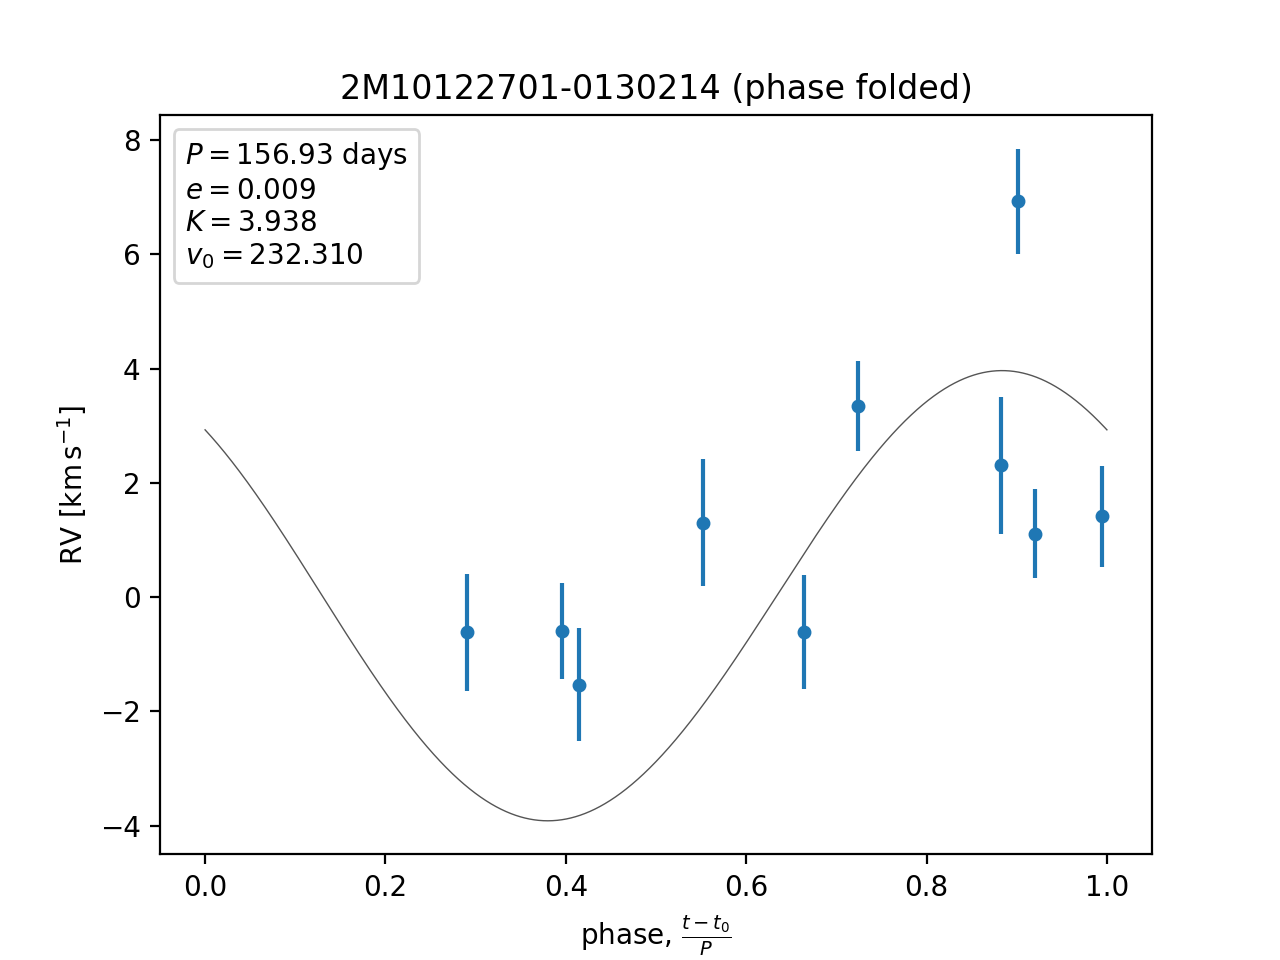 2M10122701-0130214 (phase folded)
P = 156.93 days
e = 0.009
K = 3.938
v₀ = 232.310
8
6
4
2
0
−2
−4
RV [km s⁻¹]
0.0 0.2 0.4 0.6 0.8 1.0
phase, (t − t₀)/P